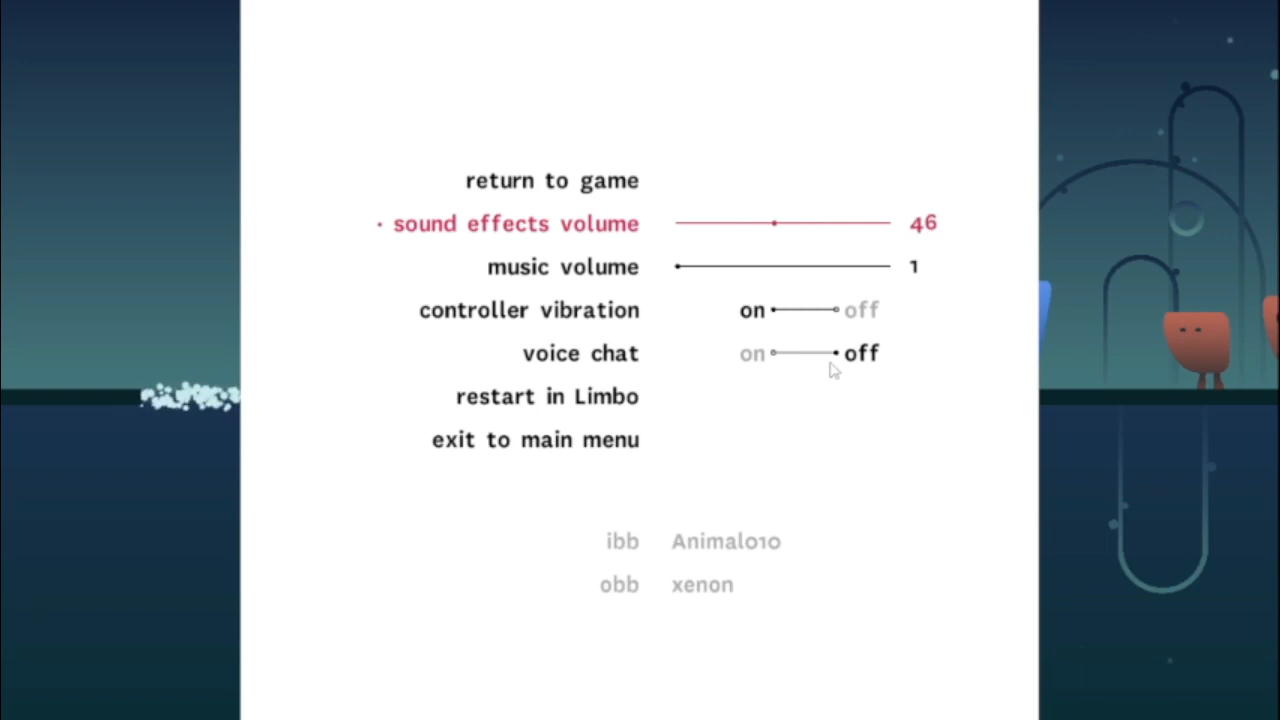 return to game
· sound effects volume 46
music volume 1
controller vibration on off
voice chat on off
restart in Limbo
exit to main menu
ibb Animal010
obb xenon